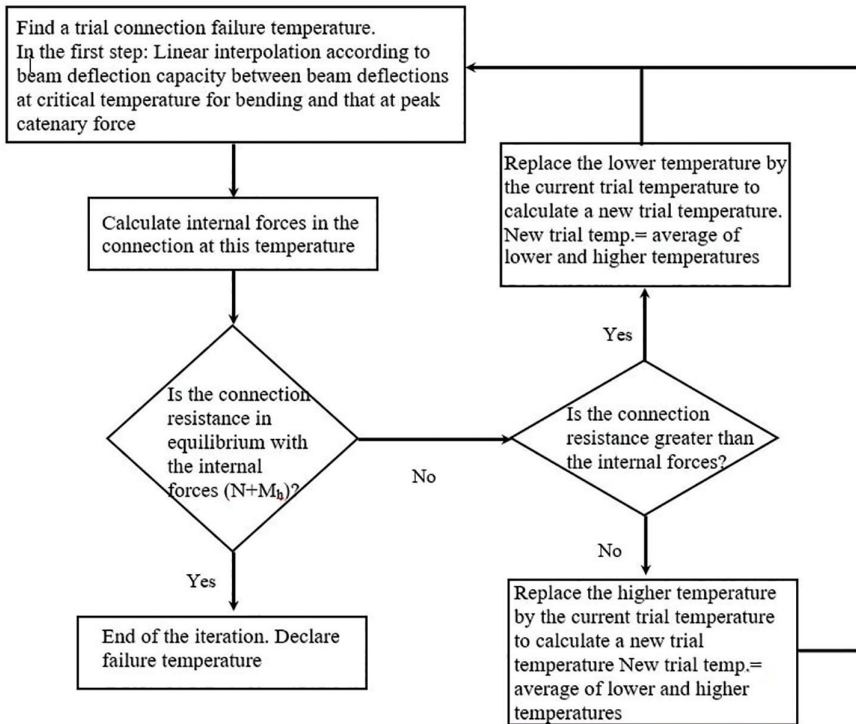 Find a trial connection failure temperature.
In the first step: Linear interpolation according to
beam deflection capacity between beam deflections
at critical temperature for bending and that at peak
catenary force
Calculate internal forces in the
connection at this temperature
Is the connection
resistance in
equilibrium with
the internal
forces (N+Mh)?
Yes
End of the iteration. Declare
failure temperature
No
Is the connection
resistance greater than
the internal forces?
Yes
Replace the lower temperature by
the current trial temperature to
calculate a new trial temperature.
New trial temp.= average of
lower and higher temperatures
No
Replace the higher temperature
by the current trial temperature
to calculate a new trial
temperature New trial temp.=
average of lower and higher
temperatures